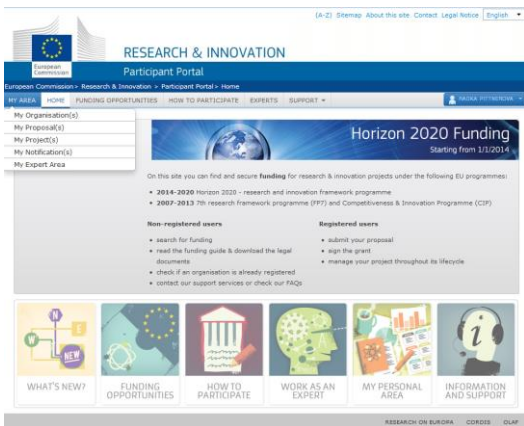 (A-Z) Sitemap About this site Contact Legal Notice English
RESEARCH & INNOVATION
European
Commission
Participant Portal
European Commission > Research & Innovation > Participant Portal > Home
MY AREA HOME FUNDING OPPORTUNITIES HOW TO PARTICIPATE EXPERTS SUPPORT
My Organisation(s)
My Proposal(s)
My Project(s)
My Notification(s)
My Expert Area
Horizon 2020 Funding
Starting from 1/1/2014
On this site you can find and secure funding for research & innovation projects under the following EU programmes:
• 2014-2020 Horizon 2020 - research and innovation framework programme
• 2007-2013 7th research framework programme (FP7) and Competitiveness & Innovation Programme (CIP)
Non-registered users
• search for funding
• read the funding guide & download the legal
documents
• check if an organisation is already registered
• contact our support services or check our FAQs
Registered users
• submit your proposal
• sign the grant
• manage your project throughout its lifecycle
N
E
W
NEW
i
WHAT'S NEW?
FUNDING
OPPORTUNITIES
HOW TO
PARTICIPATE
WORK AS AN
EXPERT
MY PERSONAL
AREA
INFORMATION
AND SUPPORT
RESEARCH ON EUROPA CORDIS OLAF